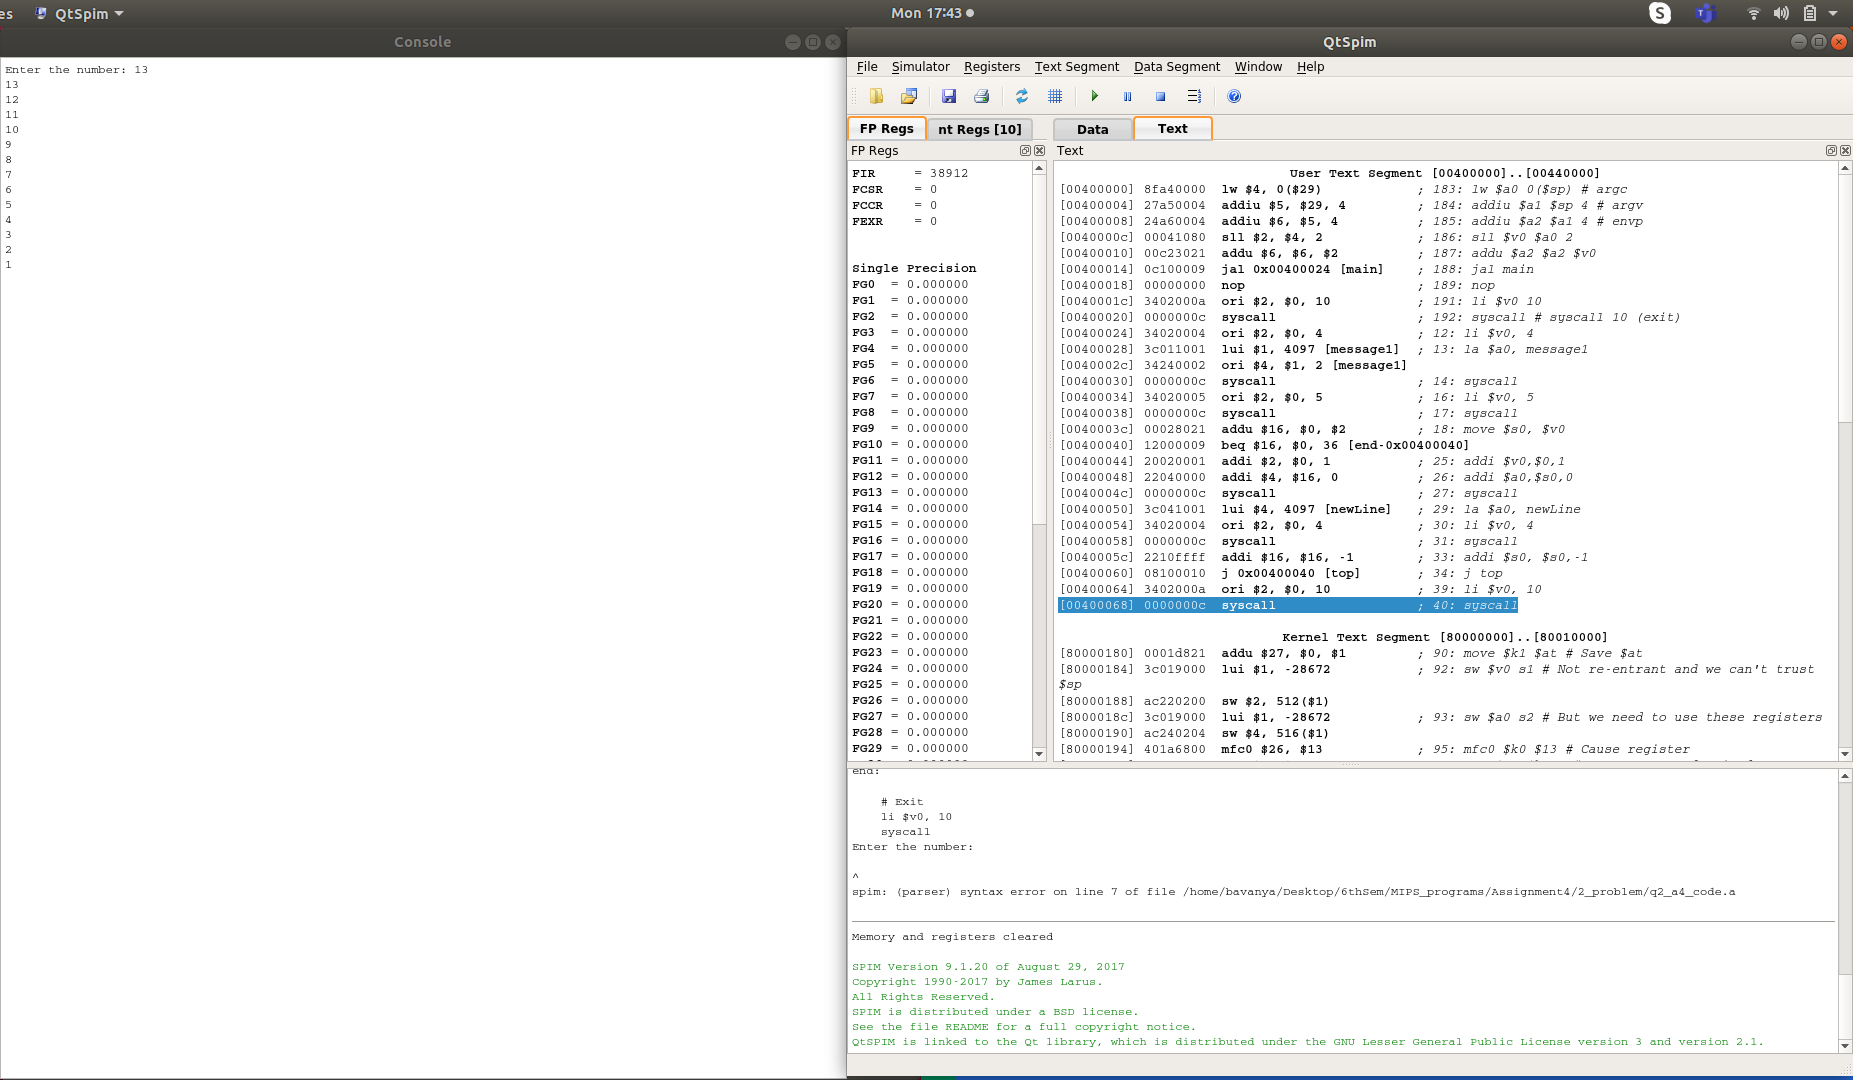 es QtSpim Mon 17:43
Console
Enter the number: 13
13
12
11
10
9
8
7
6
5
4
3
2
1
QtSpim
File Simulator Registers Text Segment Data Segment Window Help
FP Regs nt Regs [10]
FP Regs
FIR = 38912
FCSR = 0
FCCR = 0
FEXR = 0
Single Precision
FG0 = 0.000000
FG1 = 0.000000
FG2 = 0.000000
FG3 = 0.000000
FG4 = 0.000000
FG5 = 0.000000
FG6 = 0.000000
FG7 = 0.000000
FG8 = 0.000000
FG9 = 0.000000
FG10 = 0.000000
FG11 = 0.000000
FG12 = 0.000000
FG13 = 0.000000
FG14 = 0.000000
FG15 = 0.000000
FG16 = 0.000000
FG17 = 0.000000
FG18 = 0.000000
FG19 = 0.000000
FG20 = 0.000000
FG21 = 0.000000
FG22 = 0.000000
FG23 = 0.000000
FG24 = 0.000000
FG25 = 0.000000
FG26 = 0.000000
FG27 = 0.000000
FG28 = 0.000000
FG29 = 0.000000
Data Text
Text
User Text Segment [00400000]..[00440000]
[00400000] 8fa40000 lw $4, 0($29) ; 183: lw $a0 0($sp) # argc
[00400004] 27a50004 addiu $5, $29, 4 ; 184: addiu $a1 $sp 4 # argv
[00400008] 24a60004 addiu $6, $5, 4 ; 185: addiu $a2 $a1 4 # envp
[0040000c] 00041080 sll $2, $4, 2 ; 186: sll $v0 $a0 2
[00400010] 00c23021 addu $6, $6, $2 ; 187: addu $a2 $a2 $v0
[00400014] 0c100009 jal 0x00400024 [main] ; 188: jal main
[00400018] 00000000 nop ; 189: nop
[0040001c] 3402000a ori $2, $0, 10 ; 191: li $v0 10
[00400020] 0000000c syscall ; 192: syscall # syscall 10 (exit)
[00400024] 34020004 ori $2, $0, 4 ; 12: li $v0, 4
[00400028] 3c011001 lui $1, 4097 [message1] ; 13: la $a0, message1
[0040002c] 34240002 ori $4, $1, 2 [message1]
[00400030] 0000000c syscall ; 14: syscall
[00400034] 34020005 ori $2, $0, 5 ; 16: li $v0, 5
[00400038] 0000000c syscall ; 17: syscall
[0040003c] 00028021 addu $16, $0, $2 ; 18: move $s0, $v0
[00400040] 12000009 beq $16, $0, 36 [end-0x00400040]
[00400044] 20020001 addi $2, $0, 1 ; 25: addi $v0,$0,1
[00400048] 22040000 addi $4, $16, 0 ; 26: addi $a0,$s0,0
[0040004c] 0000000c syscall ; 27: syscall
[00400050] 3c041001 lui $4, 4097 [newLine] ; 29: la $a0, newLine
[00400054] 34020004 ori $2, $0, 4 ; 30: li $v0, 4
[00400058] 0000000c syscall ; 31: syscall
[0040005c] 2210ffff addi $16, $16, -1 ; 33: addi $s0, $s0,-1
[00400060] 08100010 j 0x00400040 [top] ; 34: j top
[00400064] 3402000a ori $2, $0, 10 ; 39: li $v0, 10
[00400068] 0000000c syscall ; 40: syscall
Kernel Text Segment [80000000]..[80010000]
[80000180] 0001d821 addu $27, $0, $1 ; 90: move $k1 $at # Save $at
[80000184] 3c019000 lui $1, -28672 ; 92: sw $v0 s1 # Not re-entrant and we can't trust
$sp
[80000188] ac220200 sw $2, 512($1)
[8000018c] 3c019000 lui $1, -28672 ; 93: sw $a0 s2 # But we need to use these registers
[80000190] ac240204 sw $4, 516($1)
[80000194] 401a6800 mfc0 $26, $13 ; 95: mfc0 $k0 $13 # Cause register
end:
# Exit
li $v0, 10
syscall
Enter the number:
^
spim: (parser) syntax error on line 7 of file /home/bavanya/Desktop/6thSem/MIPS_programs/Assignment4/2_problem/q2_a4_code.a
Memory and registers cleared
SPIM Version 9.1.20 of August 29, 2017
Copyright 1990-2017 by James Larus.
All Rights Reserved.
SPIM is distributed under a BSD license.
See the file README for a full copyright notice.
QtSPIM is linked to the Qt library, which is distributed under the GNU Lesser General Public License version 3 and version 2.1.